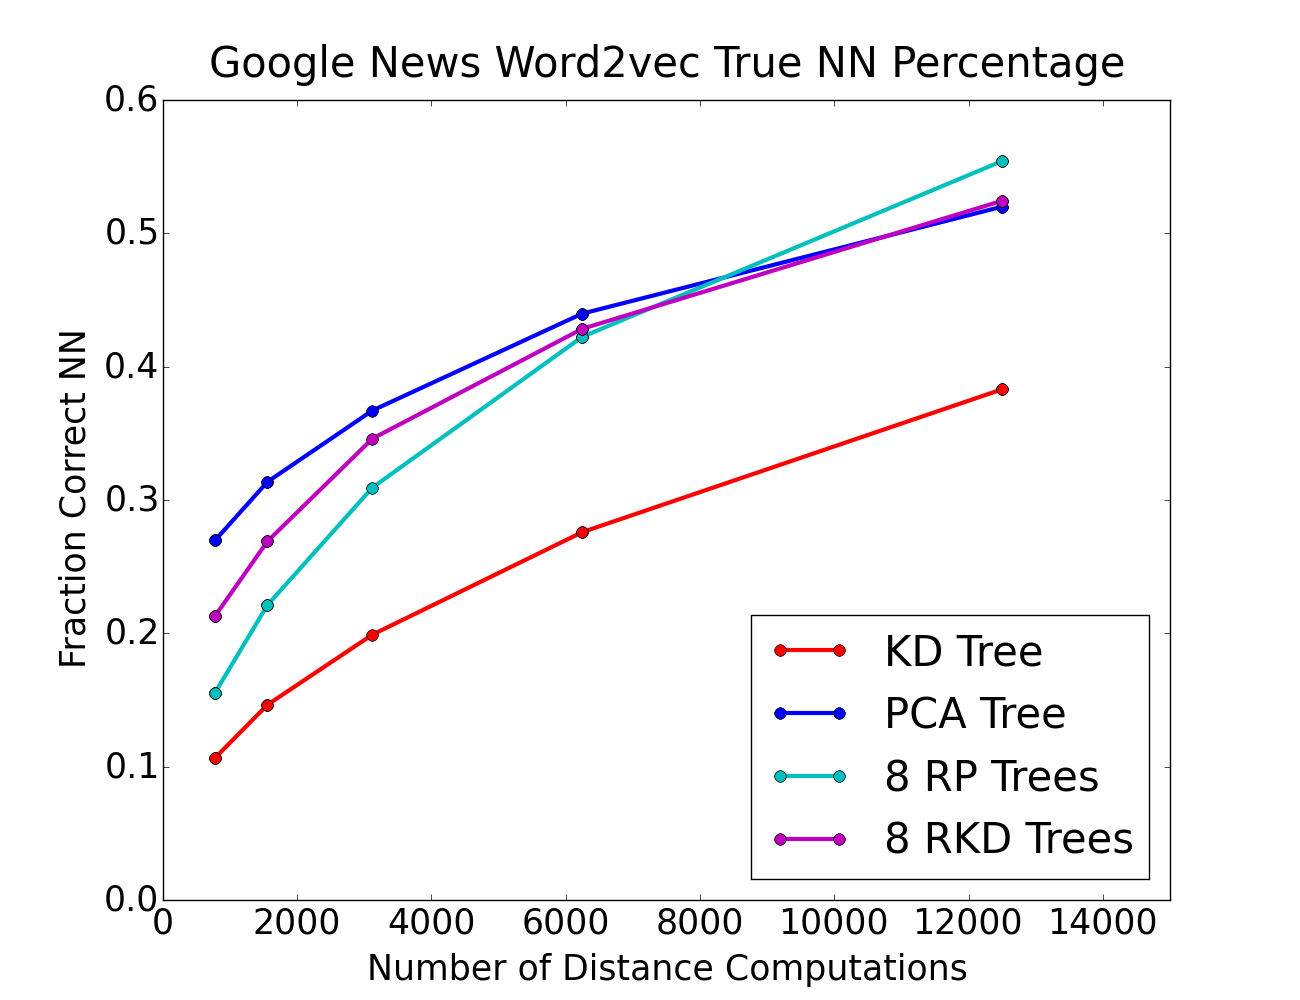 Google News Word2vec True NN Percentage
0.6
0.5
0.4
0.3
0.2
0.1
0.0
Fraction Correct NN
KD Tree
PCA Tree
8 RP Trees
8 RKD Trees
0 2000 4000 6000 8000 10000 12000 14000
Number of Distance Computations